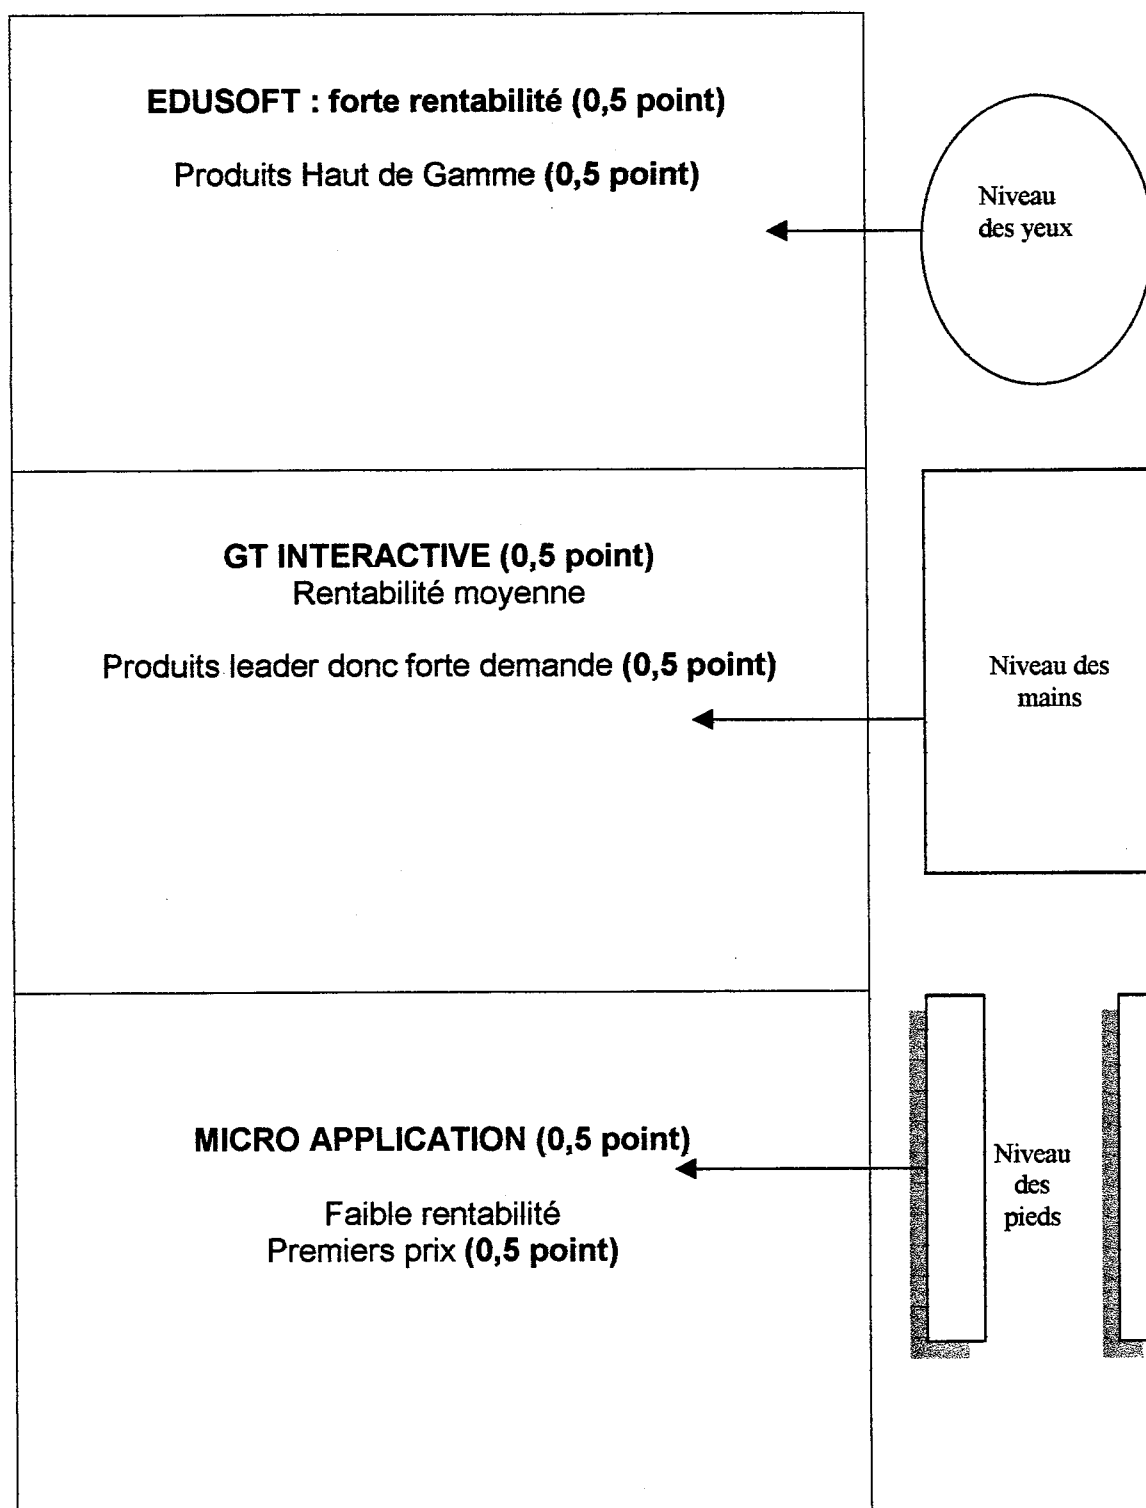 EDUSOFT : forte rentabilité (0,5 point)
Produits Haut de Gamme (0,5 point)
Niveau
des yeux
GT INTERACTIVE (0,5 point)
Rentabilité moyenne
Produits leader donc forte demande (0,5 point)
Niveau des
mains
MICRO APPLICATION (0,5 point)
Faible rentabilité
Premiers prix (0,5 point)
Niveau
des
pieds